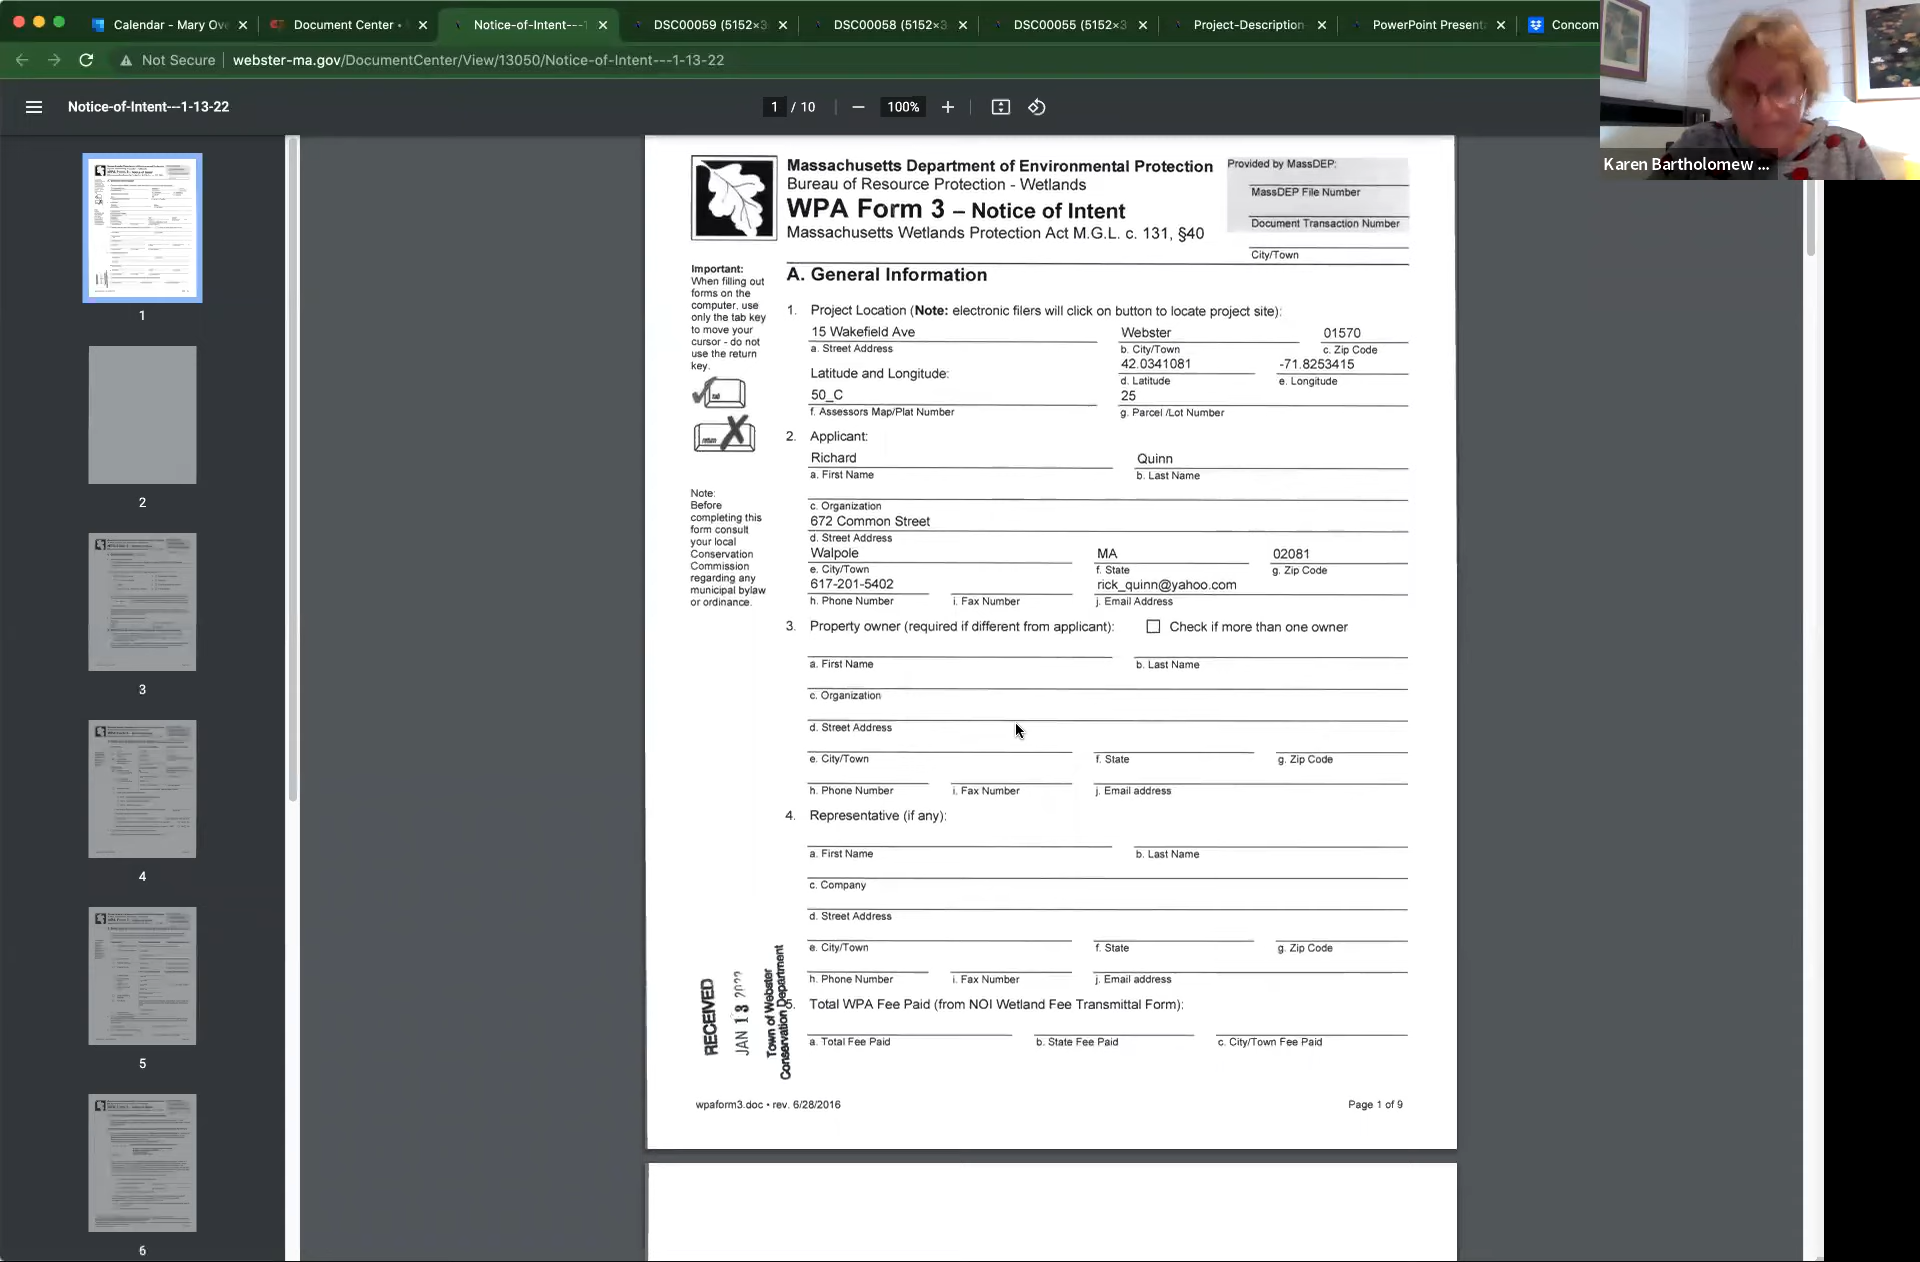 Calendar - Mary Ov
Document Center •
Notice-of-Intent---1
DSC00059 (5152×3
DSC00058 (5152×3
DSC00055 (5152×3
Project-Description
PowerPoint Present
Concom
Not Secure
webster-ma.gov/DocumentCenter/View/13050/Notice-of-Intent---1-13-22
Notice-of-Intent---1-13-22
1 / 10
100%
Karen Bartholomew ...
1
2
3
4
5
6
Massachusetts Department of Environmental Protection
Bureau of Resource Protection - Wetlands
WPA Form 3 – Notice of Intent
Massachusetts Wetlands Protection Act M.G.L. c. 131, §40
Provided by MassDEP:
MassDEP File Number
Document Transaction Number
City/Town
Important:
When filling out
forms on the
computer, use
only the tab key
to move your
cursor - do not
use the return
key.
tab
return
Note:
Before
completing this
form consult
your local
Conservation
Commission
regarding any
municipal bylaw
or ordinance.
A. General Information
1. Project Location (Note: electronic filers will click on button to locate project site):
15 Wakefield Ave Webster 01570
a. Street Address b. City/Town c. Zip Code
Latitude and Longitude: 42.0341081 -71.8253415
d. Latitude e. Longitude
50_C 25
f. Assessors Map/Plat Number g. Parcel /Lot Number
2. Applicant:
Richard Quinn
a. First Name b. Last Name
c. Organization
672 Common Street
d. Street Address
Walpole MA 02081
e. City/Town f. State g. Zip Code
617-201-5402 rick_quinn@yahoo.com
h. Phone Number i. Fax Number j. Email Address
3. Property owner (required if different from applicant): Check if more than one owner
a. First Name b. Last Name
c. Organization
d. Street Address
e. City/Town f. State g. Zip Code
h. Phone Number i. Fax Number j. Email address
4. Representative (if any):
a. First Name b. Last Name
c. Company
d. Street Address
e. City/Town f. State g. Zip Code
h. Phone Number i. Fax Number j. Email address
5. Total WPA Fee Paid (from NOI Wetland Fee Transmittal Form):
a. Total Fee Paid b. State Fee Paid c. City/Town Fee Paid
RECEIVED
JAN 13 2022
Town of Webster
Conservation Department
wpaform3.doc • rev. 6/28/2016
Page 1 of 9